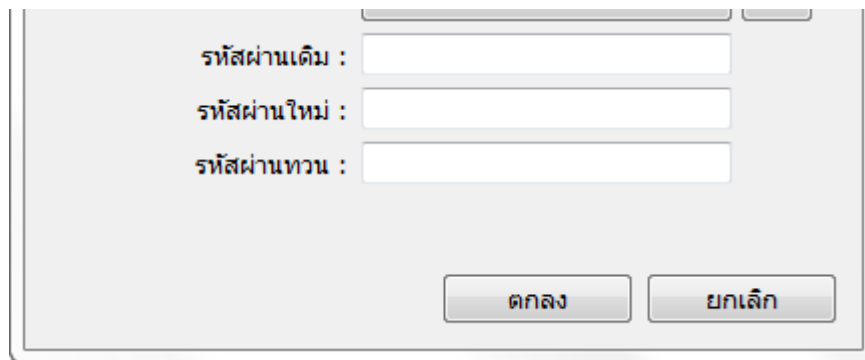 รหัสผ่านเดิม :
รหัสผ่านใหม่ :
รหัสผ่านทวน :
ตกลง ยกเลิก